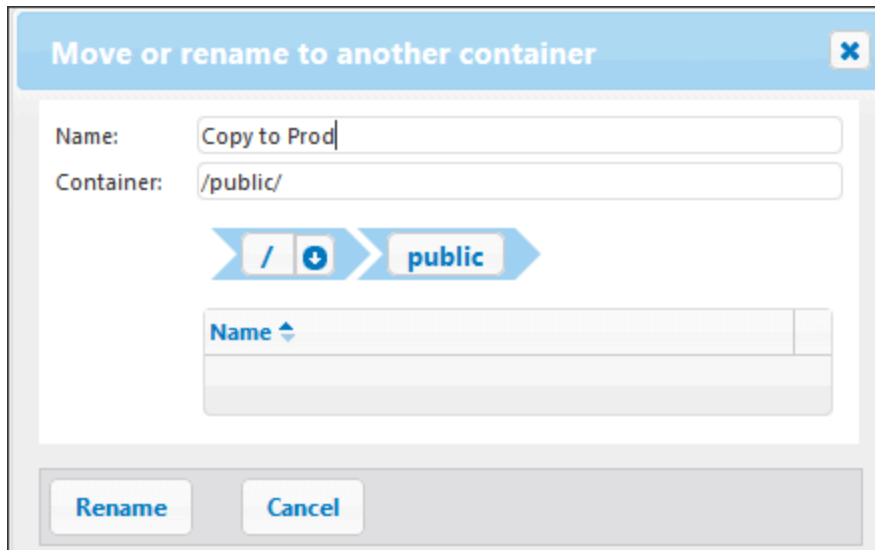 Move or rename to another container
Name: Copy to Prod
Container: /public/
/ public
Name
Rename Cancel